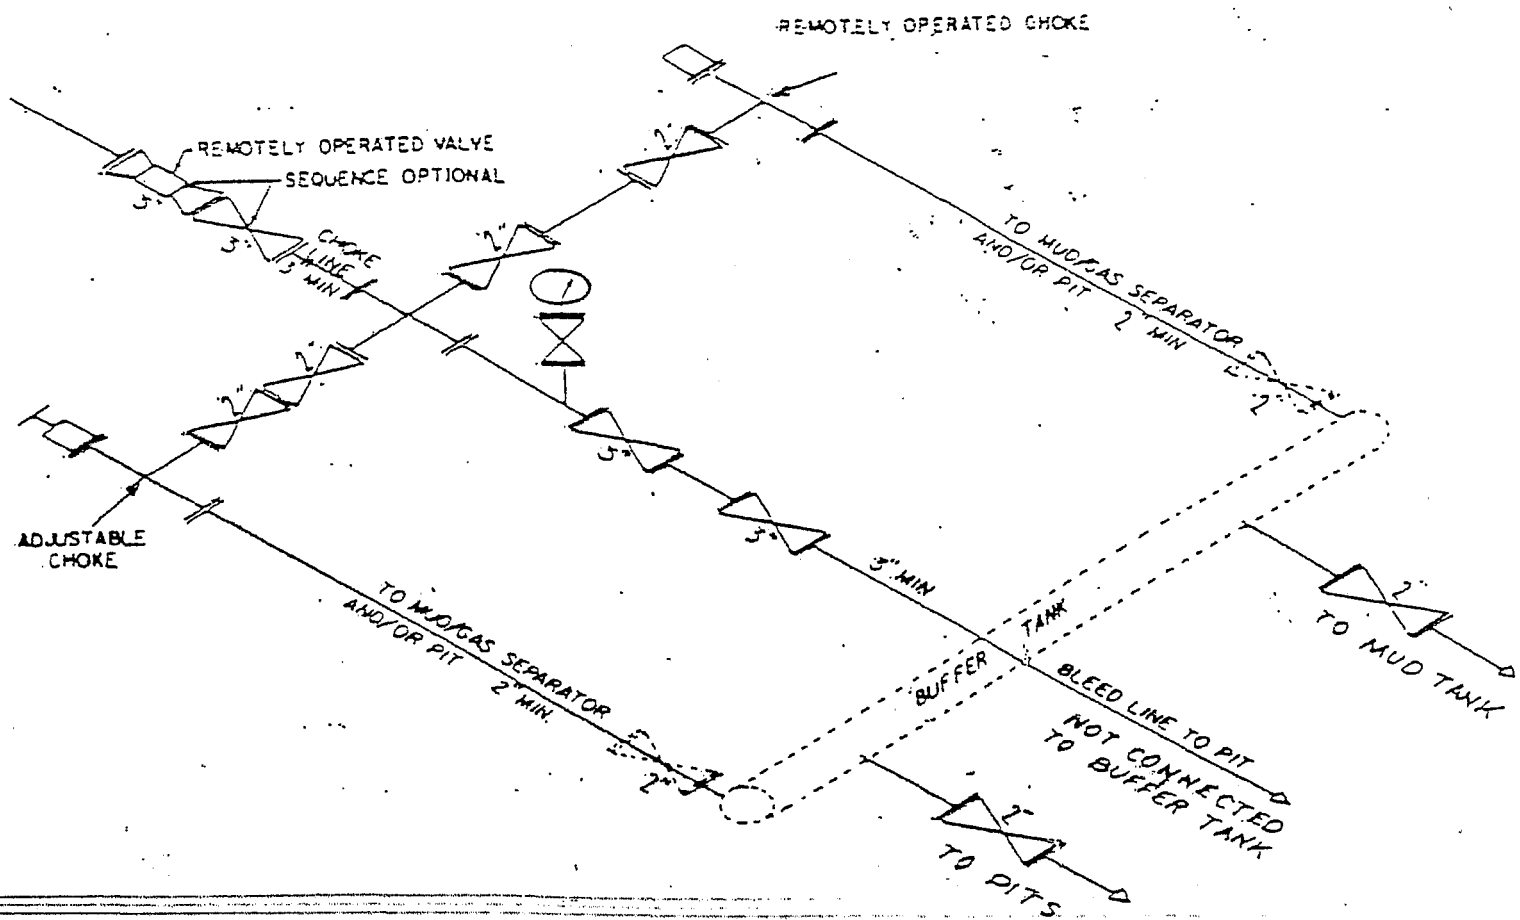 REMOTELY OPERATED CHOKE
REMOTELY OPERATED VALVE
SEQUENCE OPTIONAL
3"
3"
CHOKE
LINE
3" MIN
2"
2"
2"
2"
ADJUSTABLE
CHOKE
TO MUD/GAS SEPARATOR
AND/OR PIT
2" MIN
2"
3"
3"
3" MIN
BUFFER TANK
TO MUD/GAS SEPARATOR
AND/OR PIT
2" MIN.
2"
2"
TO MUD TANK
BLEED LINE TO PIT
NOT CONNECTED
TO BUFFER TANK
2"
TO PITS